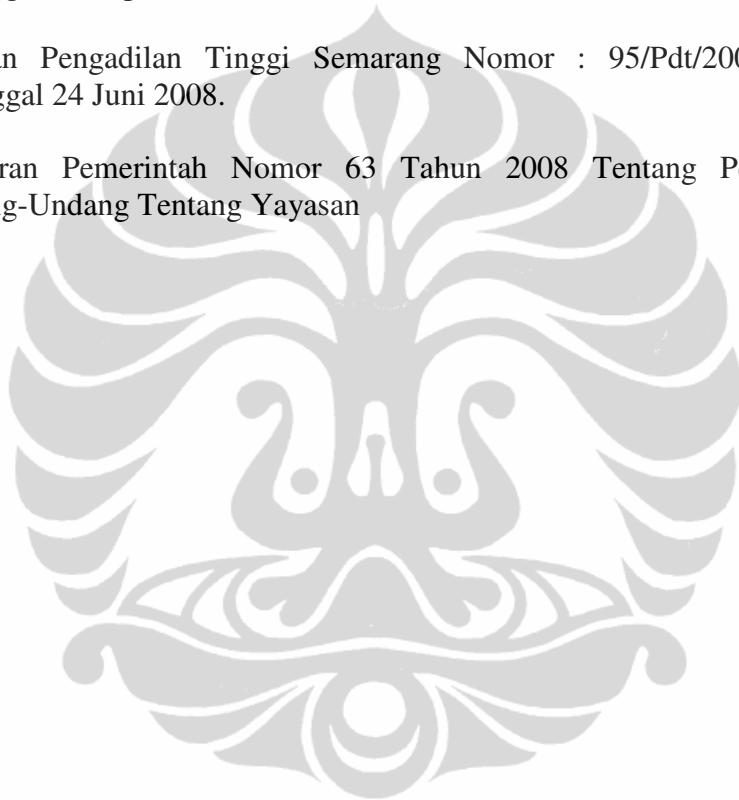 an Pengadilan Tinggi Semarang Nomor : 95/Pdt/200
ggal 24 Juni 2008.
ran Pemerintah Nomor 63 Tahun 2008 Tentang Pe
g-Undang Tentang Yayasan